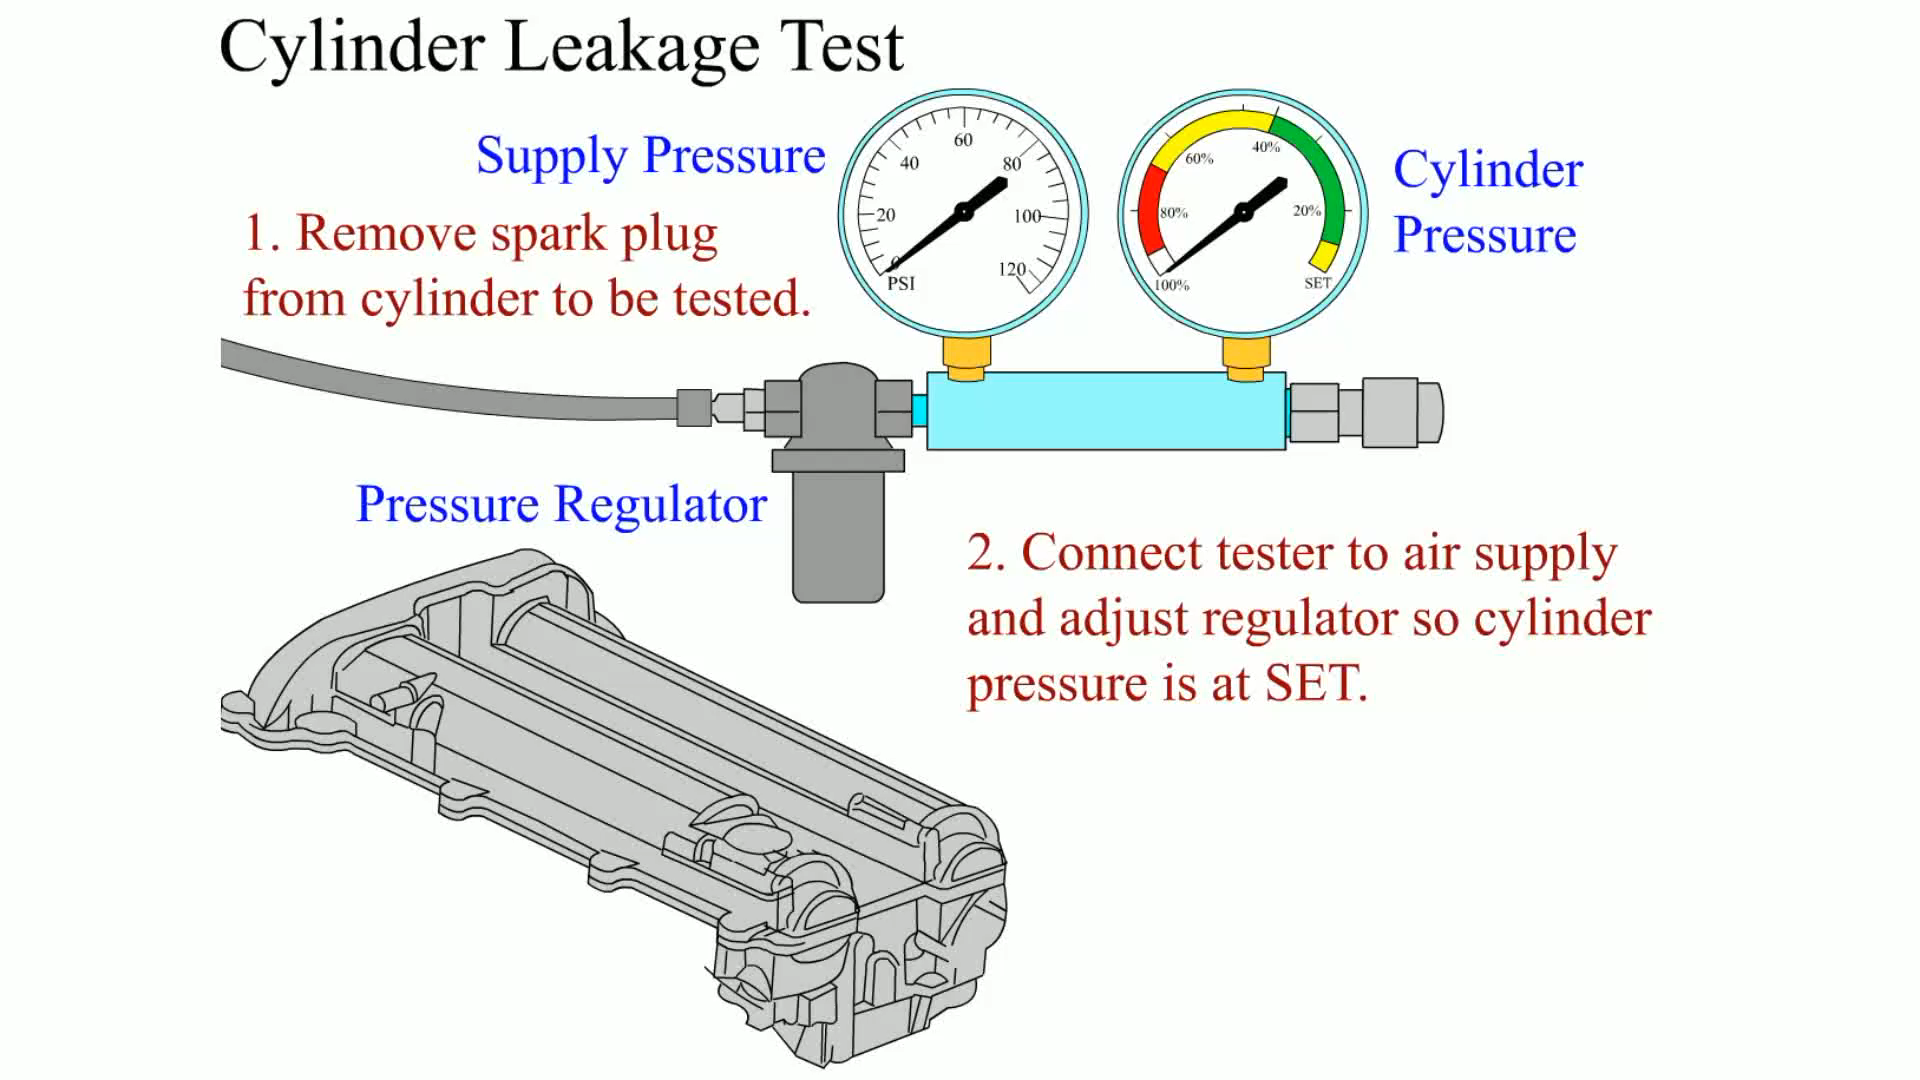 Cylinder Leakage Test
Supply Pressure
1. Remove spark plug
from cylinder to be tested.
0
20
40
60
80
100
120
PSI
100%
80%
60%
40%
20%
SET
Cylinder
Pressure
Pressure Regulator
2. Connect tester to air supply
and adjust regulator so cylinder
pressure is at SET.